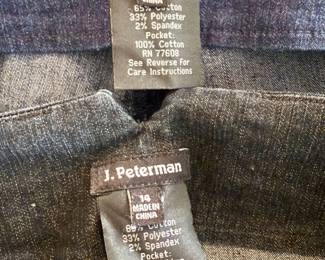 CHINA
65% Cotton
33% Polyester
2% Spandex
Pocket:
100% Cotton
RN 77608
See Reverse For
Care Instructions
J. Peterman
14
MADE IN
CHINA
Cotton
33% Polyester
2% Spandex
Pocket: